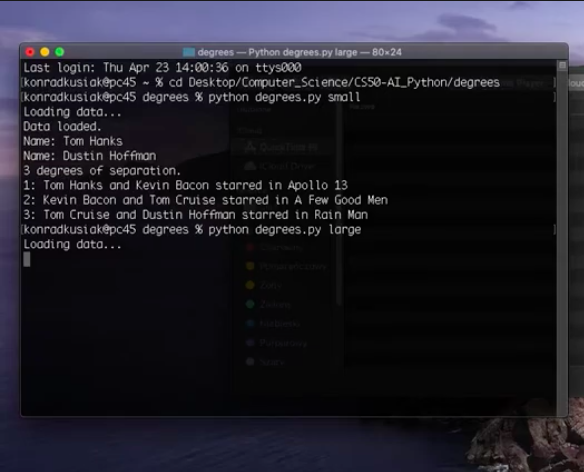 degrees — Python degrees.py large — 80×24
Last login: Thu Apr 23 14:00:36 on ttys000
[konradkusiak@pc45 ~ % cd Desktop/Computer_Science/CS50-AI_Python/degrees ]
[konradkusiak@pc45 degrees % python degrees.py small ]
Loading data...
Data loaded.
Name: Tom Hanks
Name: Dustin Hoffman
3 degrees of separation.
1: Tom Hanks and Kevin Bacon starred in Apollo 13
2: Kevin Bacon and Tom Cruise starred in A Few Good Men
3: Tom Cruise and Dustin Hoffman starred in Rain Man
[konradkusiak@pc45 degrees % python degrees.py large ]
Loading data...
iCloud Drive